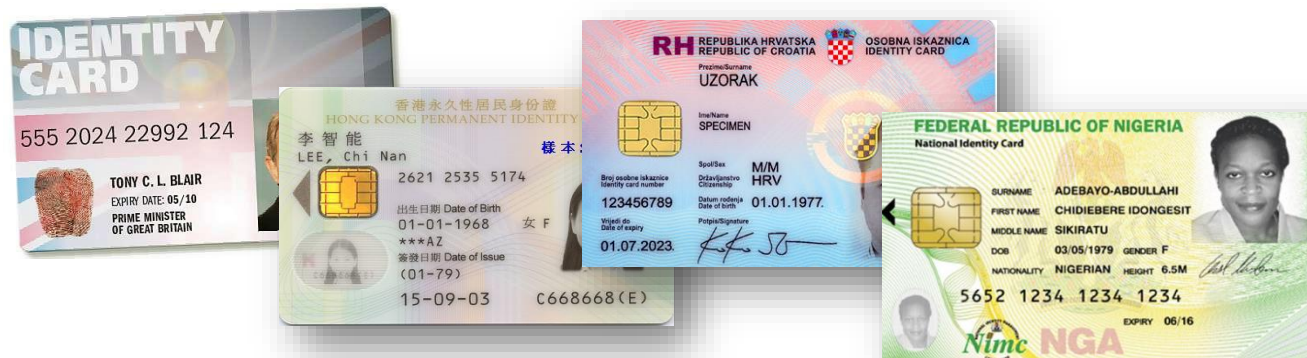 IDENTITY
CARD
555 2024 22992 124
TONY C. L. BLAIR
EXPIRY DATE: 05/10
PRIME MINISTER
OF GREAT BRITAIN
香港永久性居民身份證
HONG KONG PERMANENT IDENTITY
李智能
LEE, Chi Nan
樣本
2621 2535 5174
出生日期 Date of Birth
01-01-1968 女 F
***AZ
簽發日期 Date of Issue
(01-79)
15-09-03 C668668(E)
RH REPUBLIKA HRVATSKA
REPUBLIC OF CROATIA
OSOBNA ISKAZNICA
IDENTITY CARD
Prezime/Surname
UZORAK
Ime/Name
SPECIMEN
Spol/Sex M/M
Državljanstvo HRV
Citizenship
Broj osobne iskaznice
Identity card number
123456789
Datum rođenja 01.01.1977.
Date of birth
Vrijedi do
Date of expiry
01.07.2023.
Potpis/Signature
FEDERAL REPUBLIC OF NIGERIA
National Identity Card
SURNAME ADEBAYO-ABDULLAHI
FIRST NAME CHIDIEBERE IDONGESIT
MIDDLE NAME SIKIRATU
DOB 03/05/1979 GENDER F
NATIONALITY NIGERIAN HEIGHT 6.5M
5652 1234 1234 1234
EXPIRY 06/16
Nimc NGA